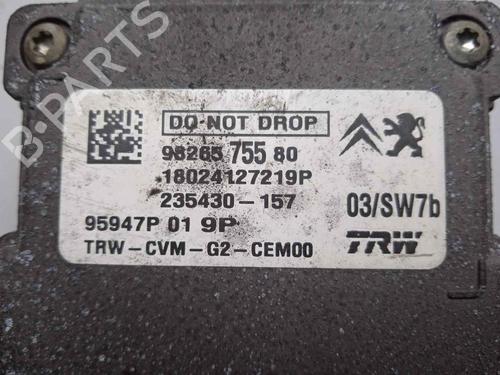 B-PARTS
DO-NOT DROP
98265 755 80
18024127219P
235430-157
03/SW7b
95947P 01 9P
TRW-CVM-G2-CEM00
TRW